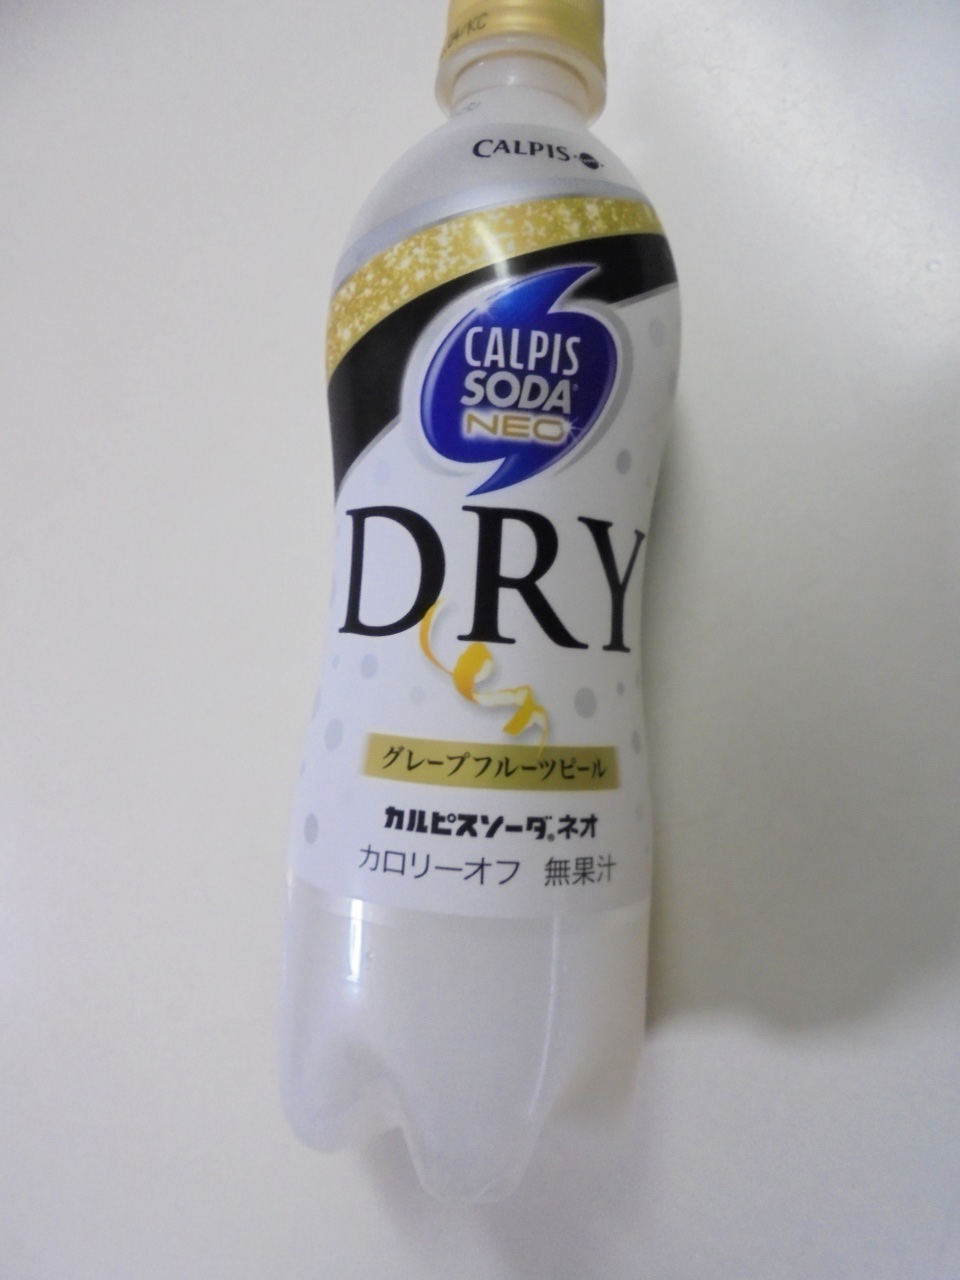 CALPIS
CALPIS
SODA
NEO
DRY
グレープフルーツピール
カルピスソーダ®ネオ
カロリーオフ 無果汁